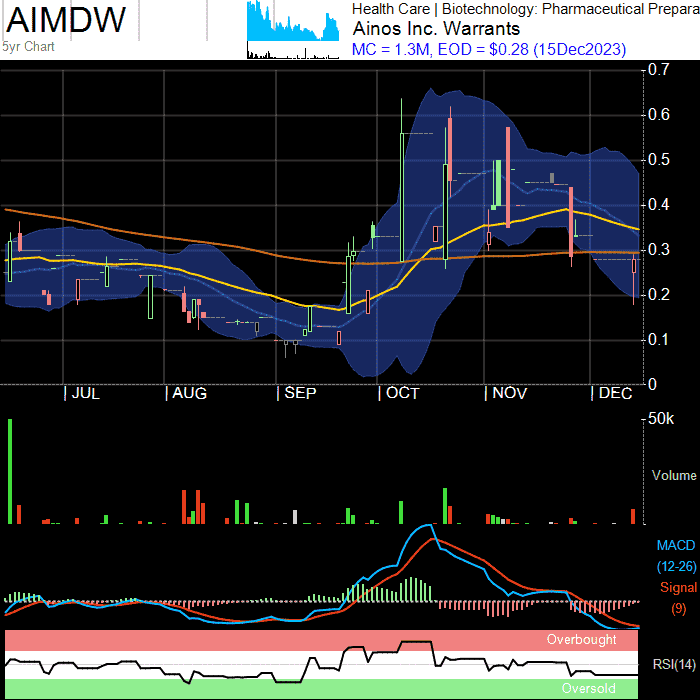 AIMDW
5yr Chart
Health Care | Biotechnology: Pharmaceutical Prepara
Ainos Inc. Warrants
MC = 1.3M, EOD = $0.28 (15Dec2023)
0.7
0.6
0.5
0.4
0.3
0.2
0.1
0
| JUL | AUG | SEP | OCT | NOV | DEC
50k
Volume
MACD
(12-26)
Signal
(9)
Overbought
RSI(14)
Oversold